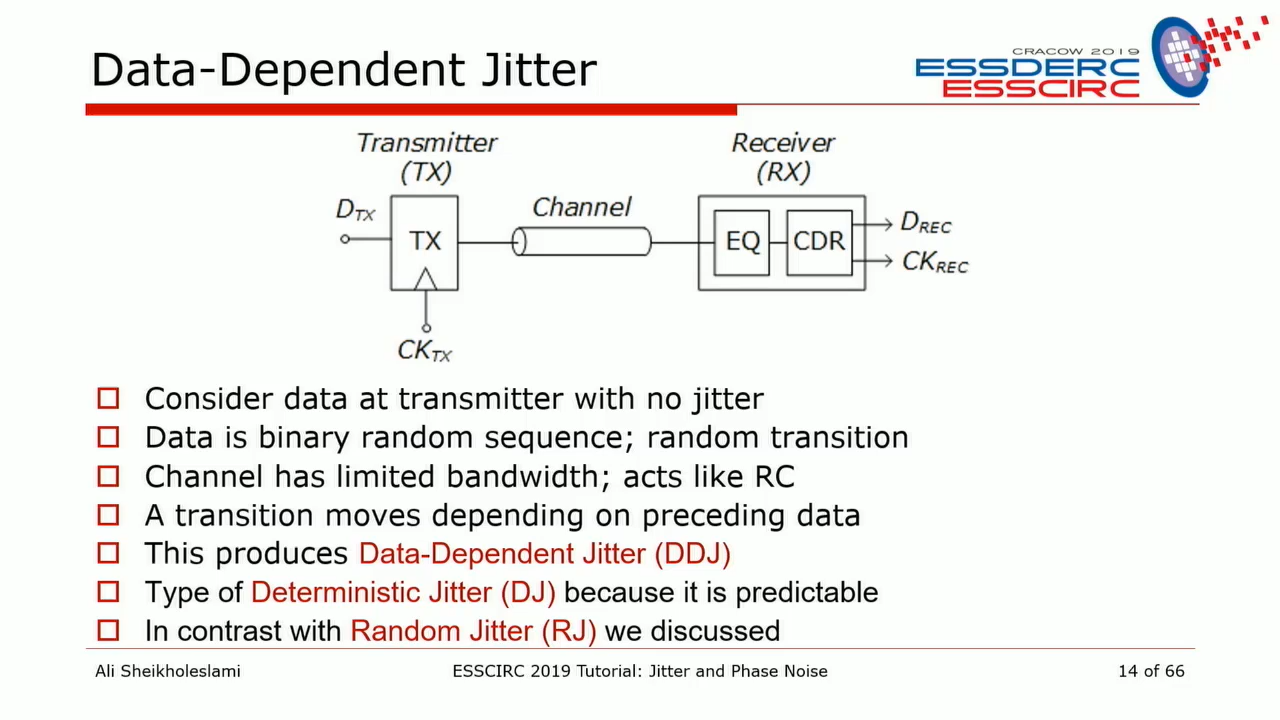 Data-Dependent Jitter
CRACOW 2019
ESSDERC
ESSCIRC
Transmitter
(TX)
Receiver
(RX)
Channel
DTX
TX
EQ
CDR
DREC
CKREC
CKTX
Consider data at transmitter with no jitter
Data is binary random sequence; random transition
Channel has limited bandwidth; acts like RC
A transition moves depending on preceding data
This produces Data-Dependent Jitter (DDJ)
Type of Deterministic Jitter (DJ) because it is predictable
In contrast with Random Jitter (RJ) we discussed
Ali Sheikholeslami
ESSCIRC 2019 Tutorial: Jitter and Phase Noise
14 of 66